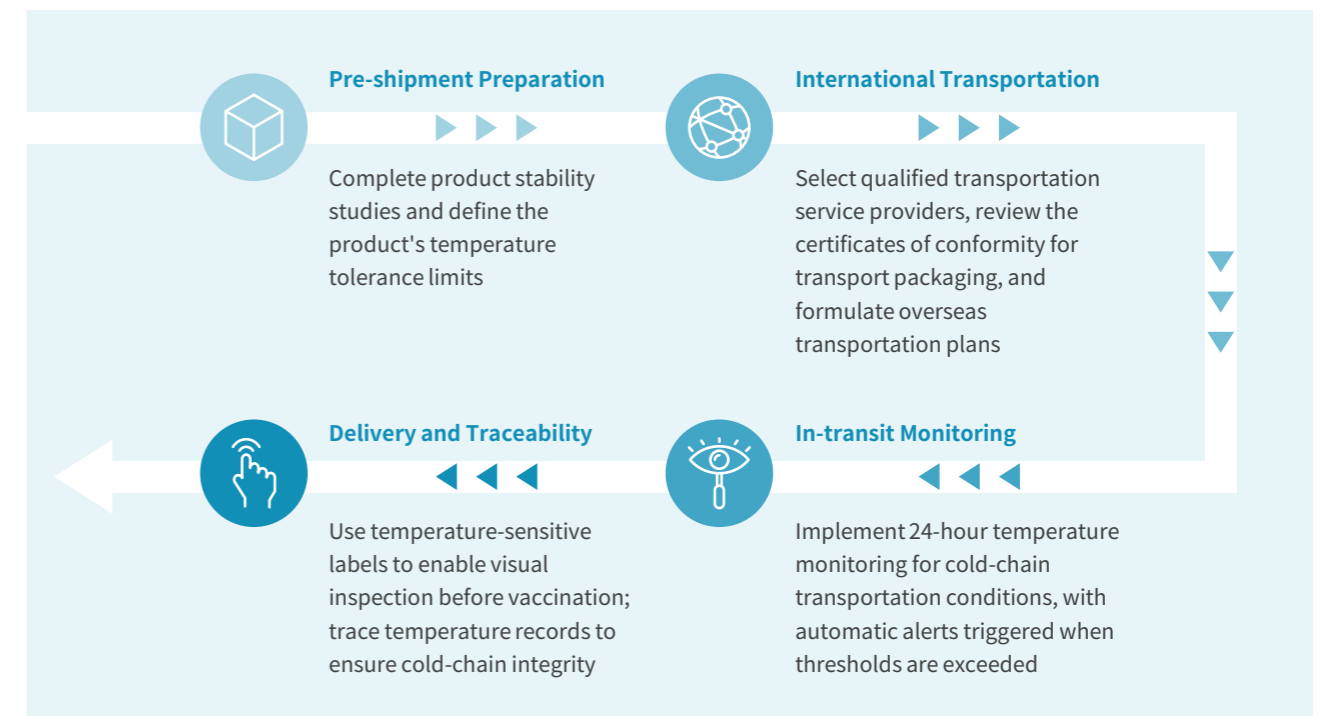 Pre-shipment Preparation
Complete product stability
studies and define the
product's temperature
tolerance limits
International Transportation
Select qualified transportation
service providers, review the
certificates of conformity for
transport packaging, and
formulate overseas
transportation plans
In-transit Monitoring
Implement 24-hour temperature
monitoring for cold-chain
transportation conditions, with
automatic alerts triggered when
thresholds are exceeded
Delivery and Traceability
Use temperature-sensitive
labels to enable visual
inspection before vaccination;
trace temperature records to
ensure cold-chain integrity